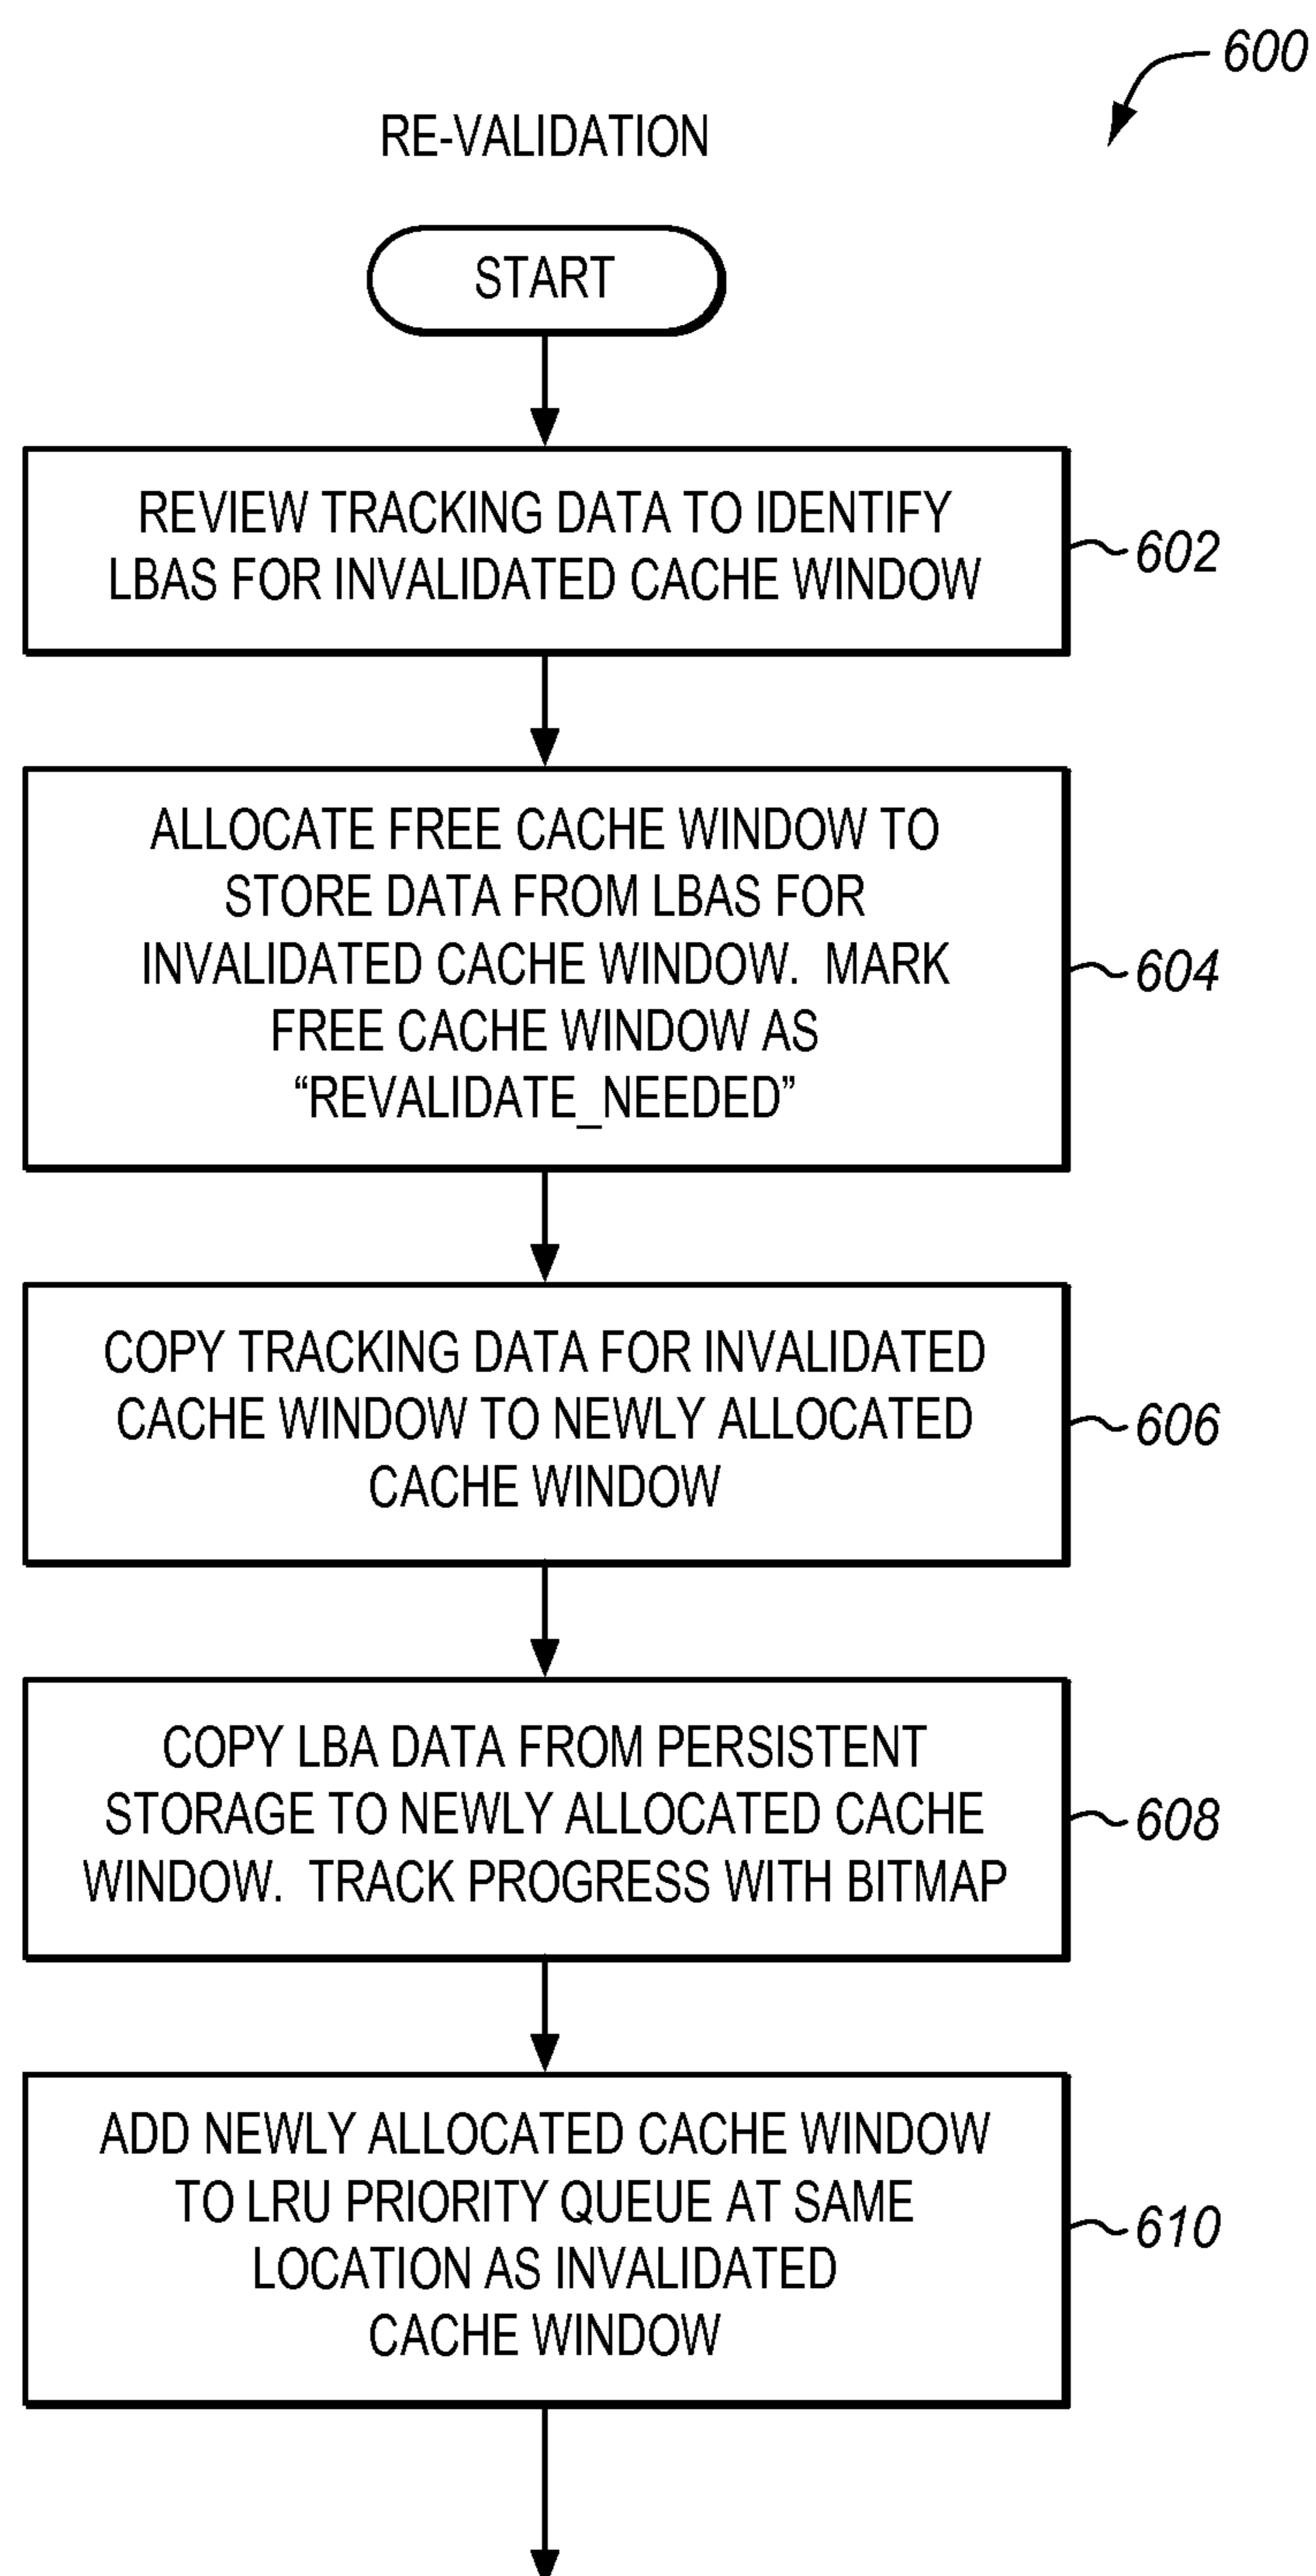 600
RE-VALIDATION
START
REVIEW TRACKING DATA TO IDENTIFY
LBAS FOR INVALIDATED CACHE WINDOW
602
ALLOCATE FREE CACHE WINDOW TO
STORE DATA FROM LBAS FOR
INVALIDATED CACHE WINDOW. MARK
FREE CACHE WINDOW AS
“REVALIDATE_NEEDED”
604
COPY TRACKING DATA FOR INVALIDATED
CACHE WINDOW TO NEWLY ALLOCATED
CACHE WINDOW
606
COPY LBA DATA FROM PERSISTENT
STORAGE TO NEWLY ALLOCATED CACHE
WINDOW. TRACK PROGRESS WITH BITMAP
608
ADD NEWLY ALLOCATED CACHE WINDOW
TO LRU PRIORITY QUEUE AT SAME
LOCATION AS INVALIDATED
CACHE WINDOW
610